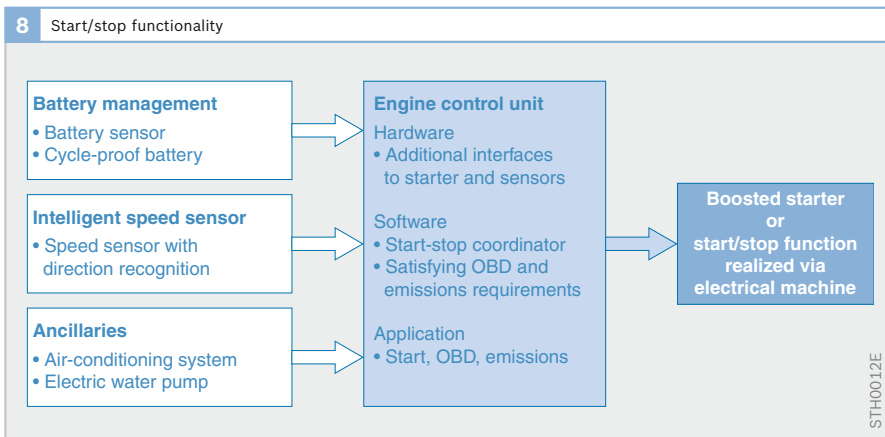 8 Start/stop functionality
Battery management
• Battery sensor
• Cycle-proof battery
Intelligent speed sensor
• Speed sensor with
direction recognition
Ancillaries
• Air-conditioning system
• Electric water pump
Engine control unit
Hardware
• Additional interfaces
to starter and sensors
Software
• Start-stop coordinator
• Satisfying OBD and
emissions requirements
Application
• Start, OBD, emissions
Boosted starter
or
start/stop function
realized via
electrical machine
STH0012E